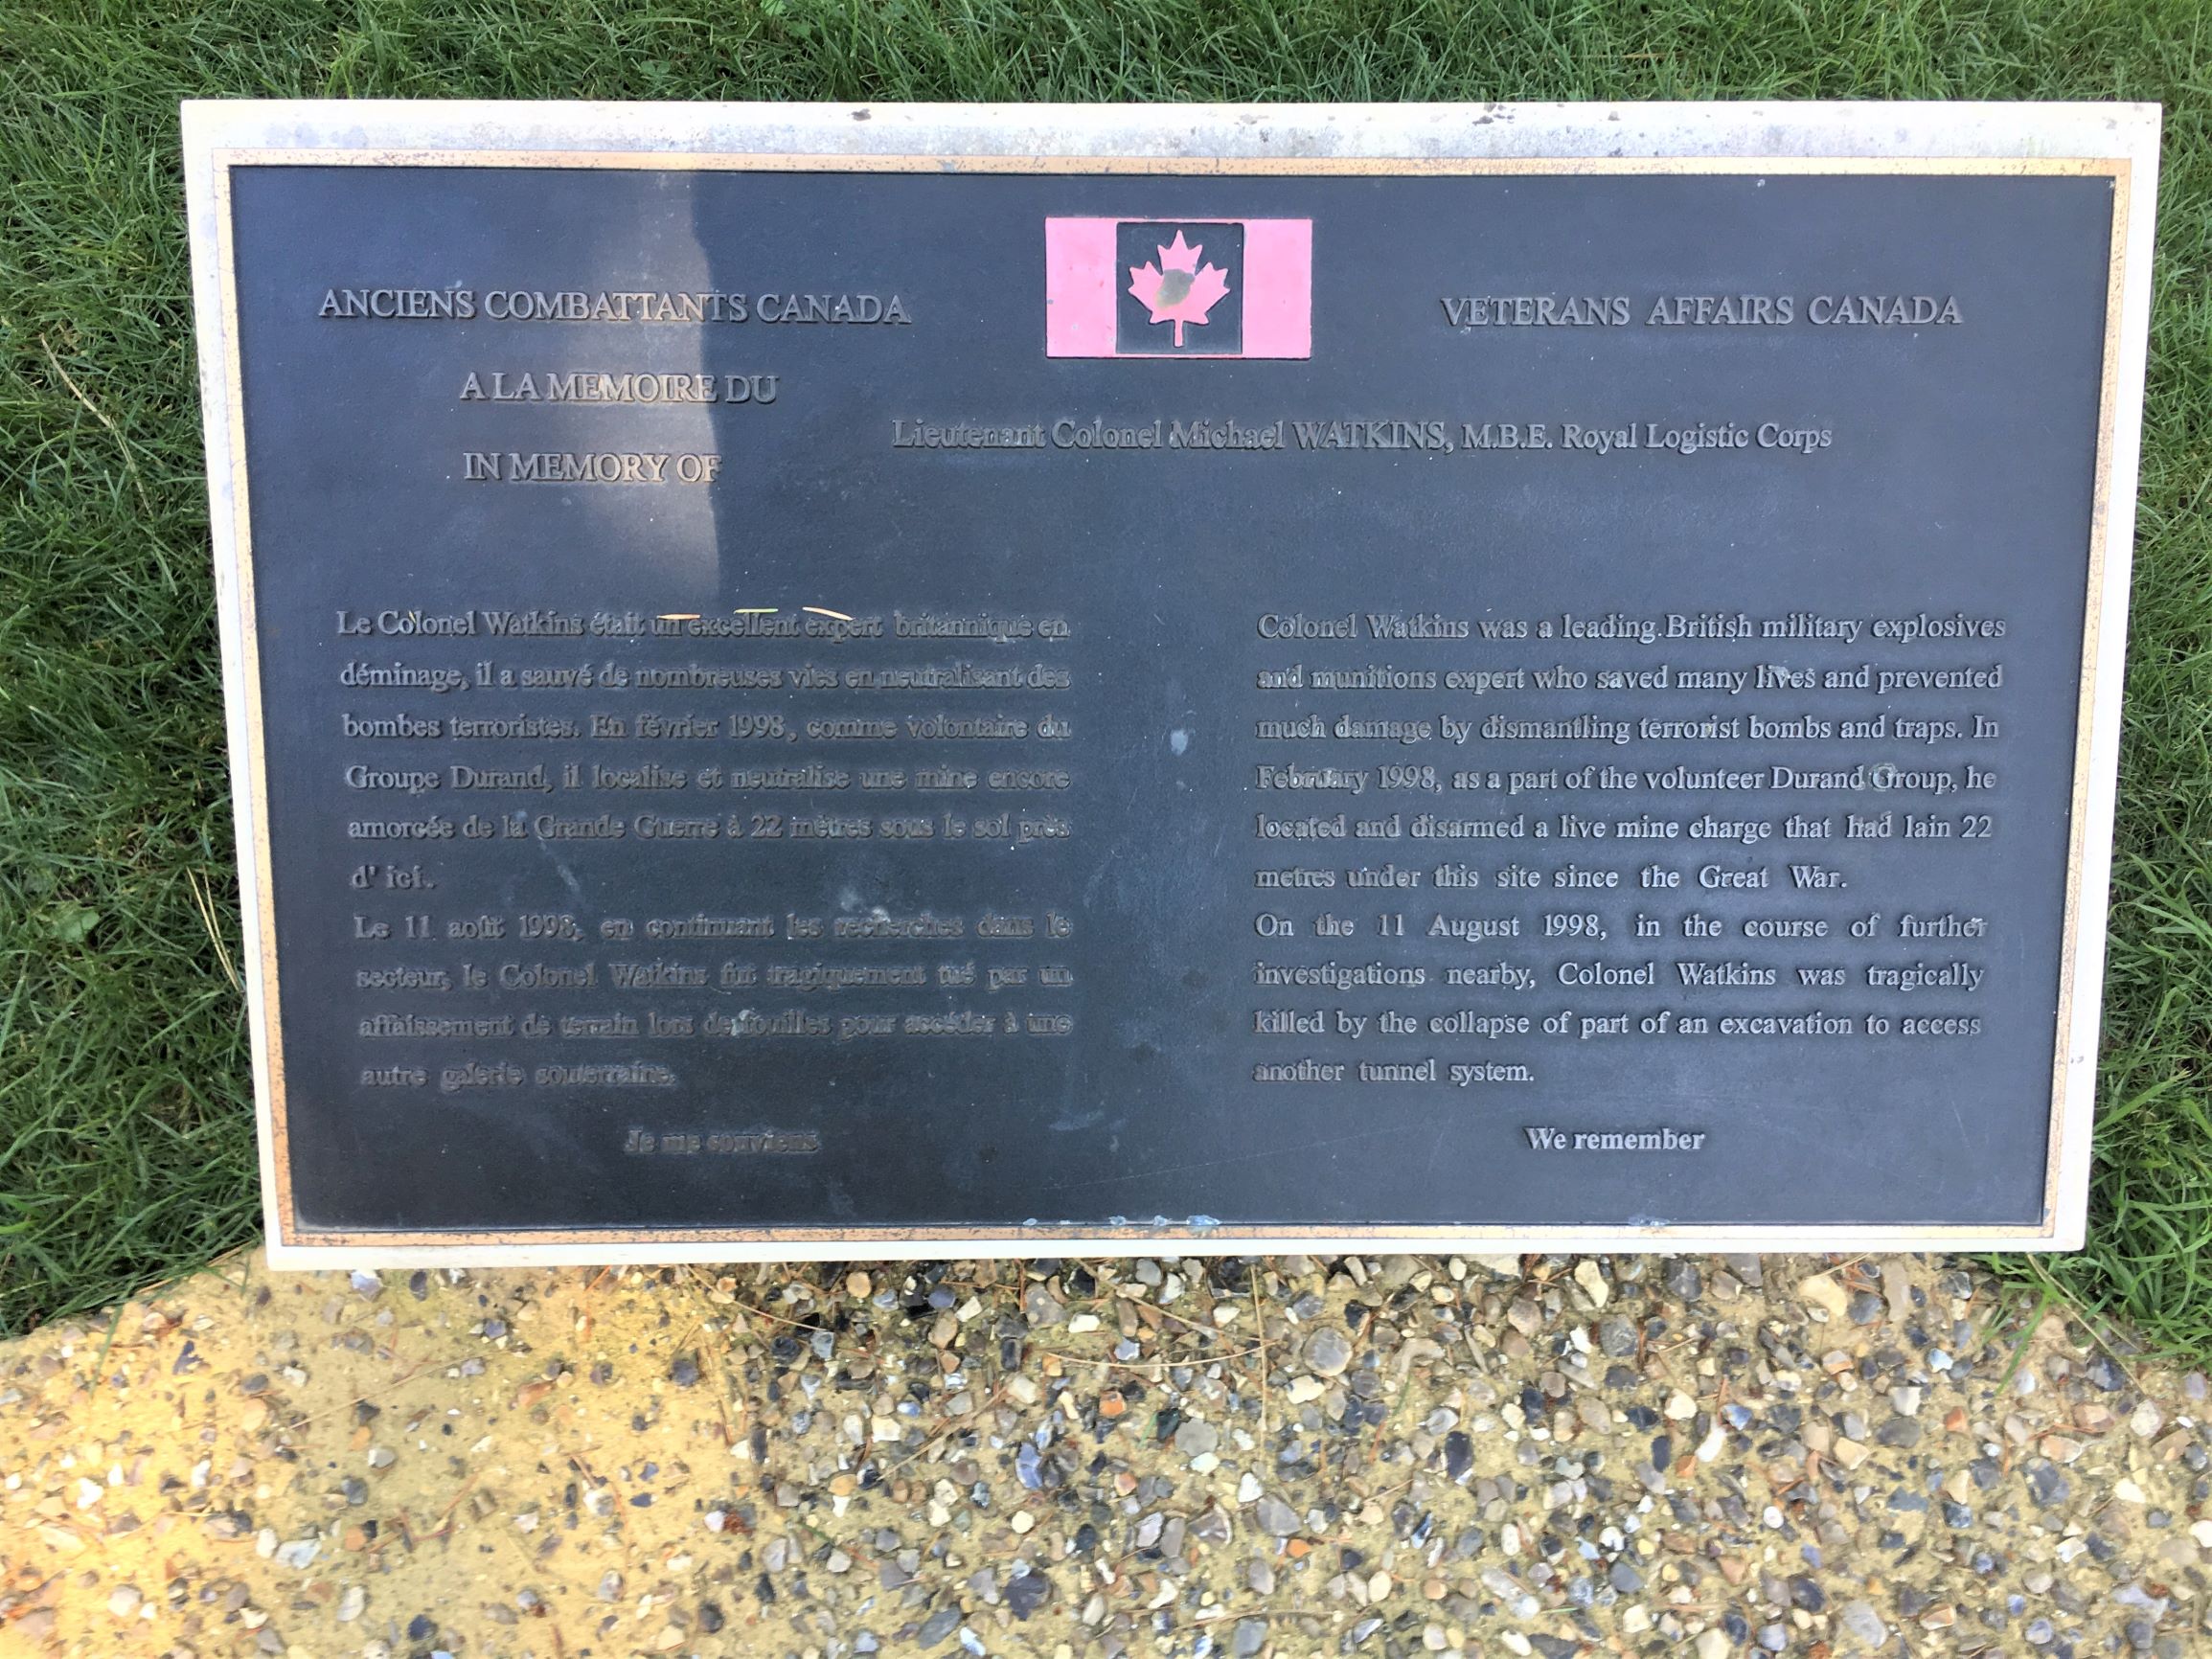 ANCIENS COMBATTANTS CANADA
VETERANS AFFAIRS CANADA
A LA MEMOIRE DU
IN MEMORY OF
Lieutenant Colonel Michael WATKINS, M.B.E. Royal Logistic Corps
Le Colonel Watkins était un excellent expert britannique en
déminage, il a sauvé de nombreuses vies en neutralisant des
bombes terroristes. En février 1998, comme volontaire du
Groupe Durand, il localise et neutralise une mine encore
amorcée de la Grande Guerre à 22 mètres sous le sol près
d' ici.
Le 11 août 1998, en continuant les recherches dans le
secteur, le Colonel Watkins fut tragiquement tué par un
affaissement de terrain lors de fouilles pour accéder à une
autre galerie souterraine.
Je me souviens
Colonel Watkins was a leading British military explosives
and munitions expert who saved many lives and prevented
much damage by dismantling terrorist bombs and traps. In
February 1998, as a part of the volunteer Durand Group, he
located and disarmed a live mine charge that had lain 22
metres under this site since the Great War.
On the 11 August 1998, in the course of further
investigations nearby, Colonel Watkins was tragically
killed by the collapse of part of an excavation to access
another tunnel system.
We remember